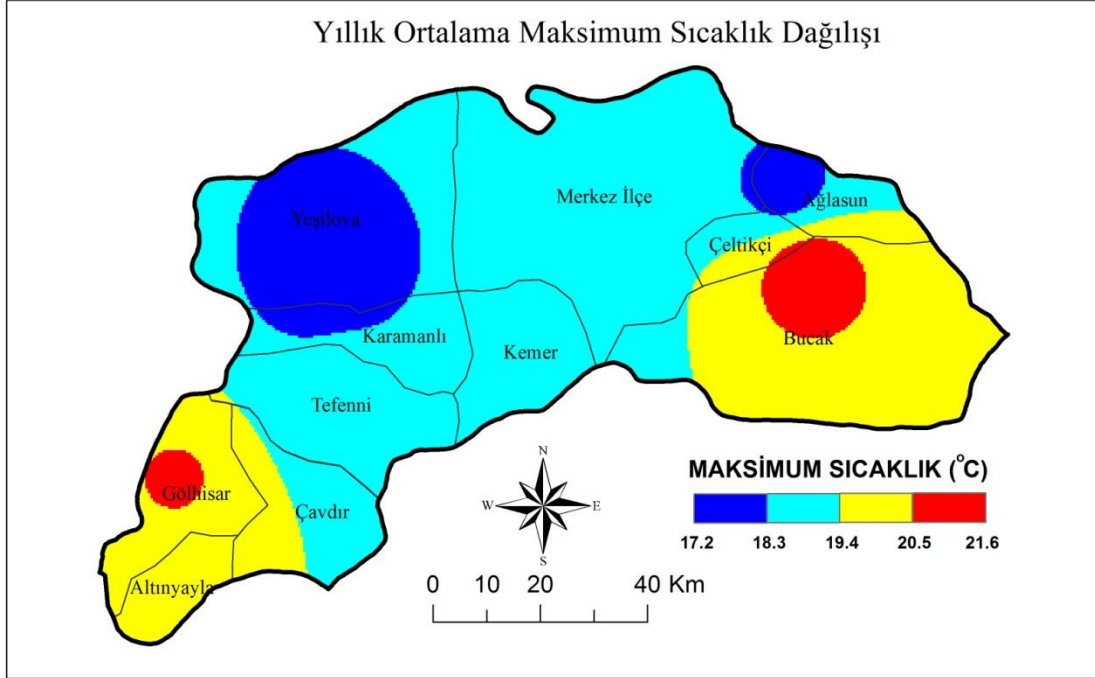 Yıllık Ortalama Maksimum Sıcaklık Dağılışı
Yeşilova
Merkez İlçe
Ağlasun
Çeltikçi
Karamanlı
Kemer
Bucak
Tefenni
Gölhisar
Çavdır
Altınyayla
N
W
E
S
0 10 20 40 Km
MAKSİMUM SICAKLIK (°C)
17.2 18.3 19.4 20.5 21.6